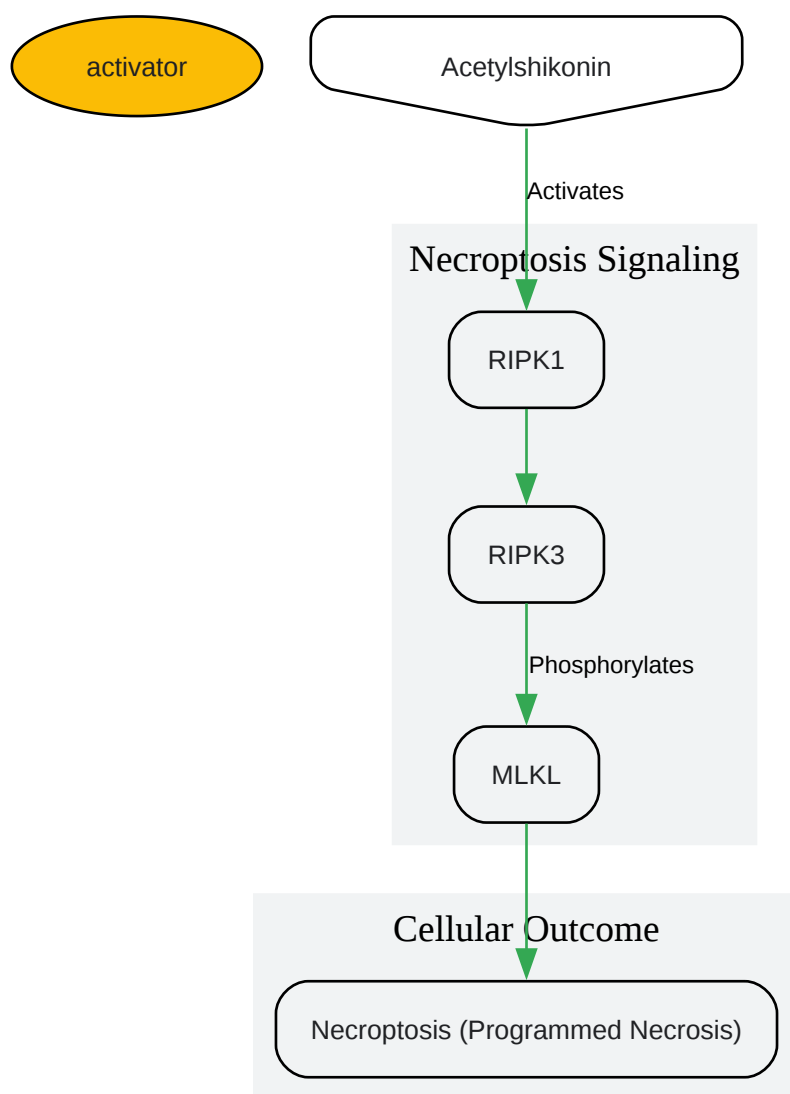 activator
Acetylshikonin
Activates
Necroptosis Signaling
RIPK1
RIPK3
Phosphorylates
MLKL
Cellular Outcome
Necroptosis (Programmed Necrosis)